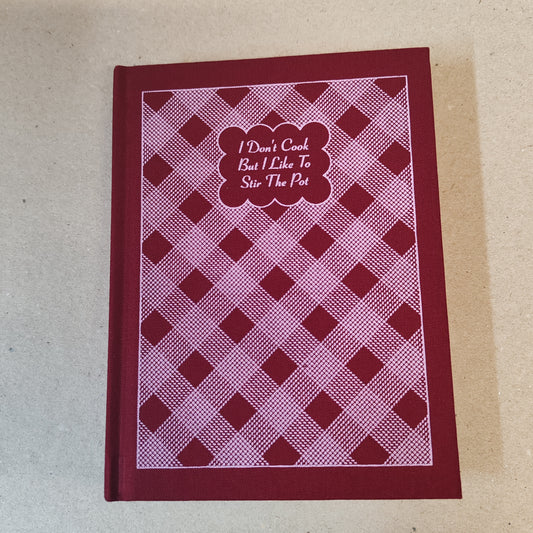 I Don't Cook
But I Like To
Stir The Pot